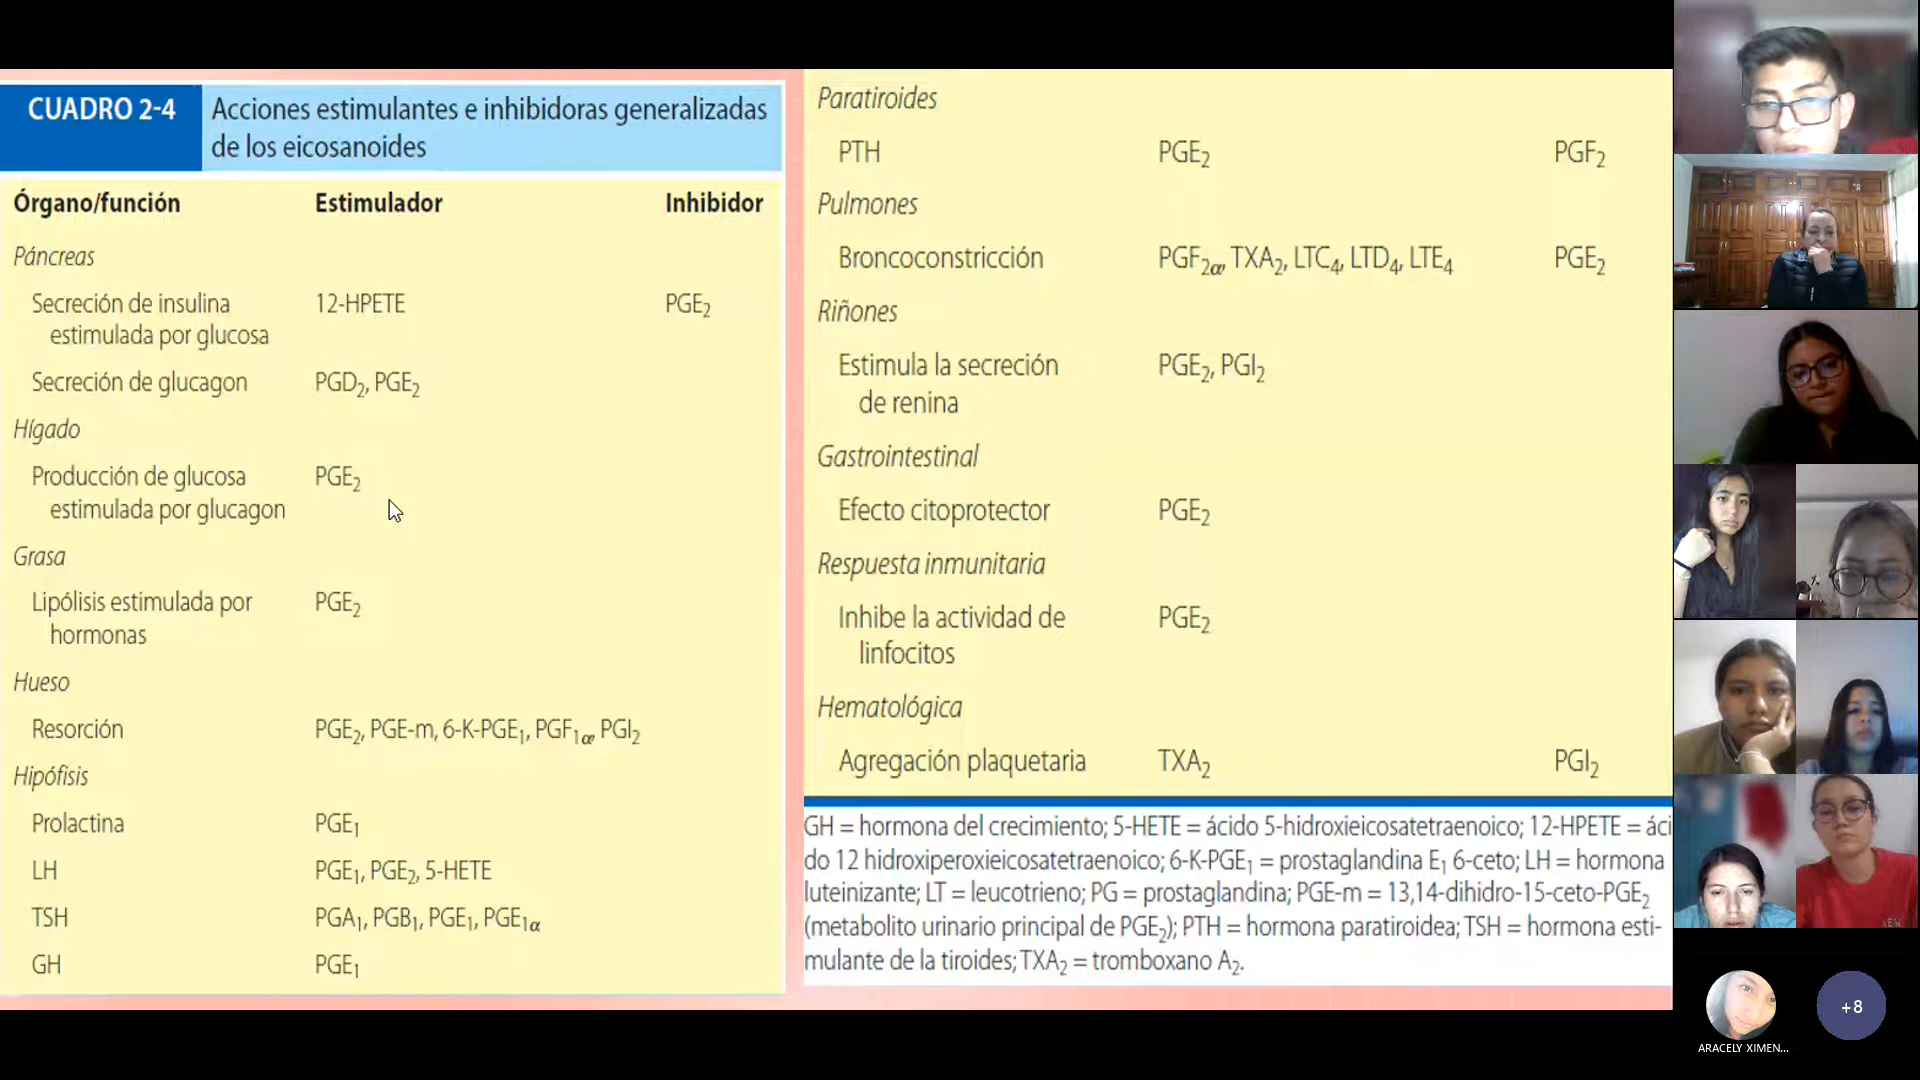 CUADRO 2-4
Acciones estimulantes e inhibidoras generalizadas
de los eicosanoides
Órgano/función Estimulador Inhibidor
Páncreas
Secreción de insulina 12-HPETE PGE2
estimulada por glucosa
Secreción de glucagon PGD2, PGE2
Hígado
Producción de glucosa PGE2
estimulada por glucagon
Grasa
Lipólisis estimulada por PGE2
hormonas
Hueso
Resorción PGE2, PGE-m, 6-K-PGE1, PGF1α, PGI2
Hipófisis
Prolactina PGE1
LH PGE1, PGE2, 5-HETE
TSH PGA1, PGB1, PGE1, PGE1α
GH PGE1
Paratiroides
PTH PGE2 PGF2
Pulmones
Broncoconstricción PGF2α, TXA2, LTC4, LTD4, LTE4 PGE2
Riñones
Estimula la secreción PGE2, PGI2
de renina
Gastrointestinal
Efecto citoprotector PGE2
Respuesta inmunitaria
Inhibe la actividad de PGE2
linfocitos
Hematológica
Agregación plaquetaria TXA2 PGI2
GH = hormona del crecimiento; 5-HETE = ácido 5-hidroxieicosatetraenoico; 12-HPETE = áci
do 12 hidroxiperoxieicosatetraenoico; 6-K-PGE1 = prostaglandina E1 6-ceto; LH = hormona
luteinizante; LT = leucotrieno; PG = prostaglandina; PGE-m = 13,14-dihidro-15-ceto-PGE2
(metabolito urinario principal de PGE2); PTH = hormona paratiroidea; TSH = hormona esti-
mulante de la tiroides; TXA2 = tromboxano A2.
NEW
ARACELY XIMEN...
+8